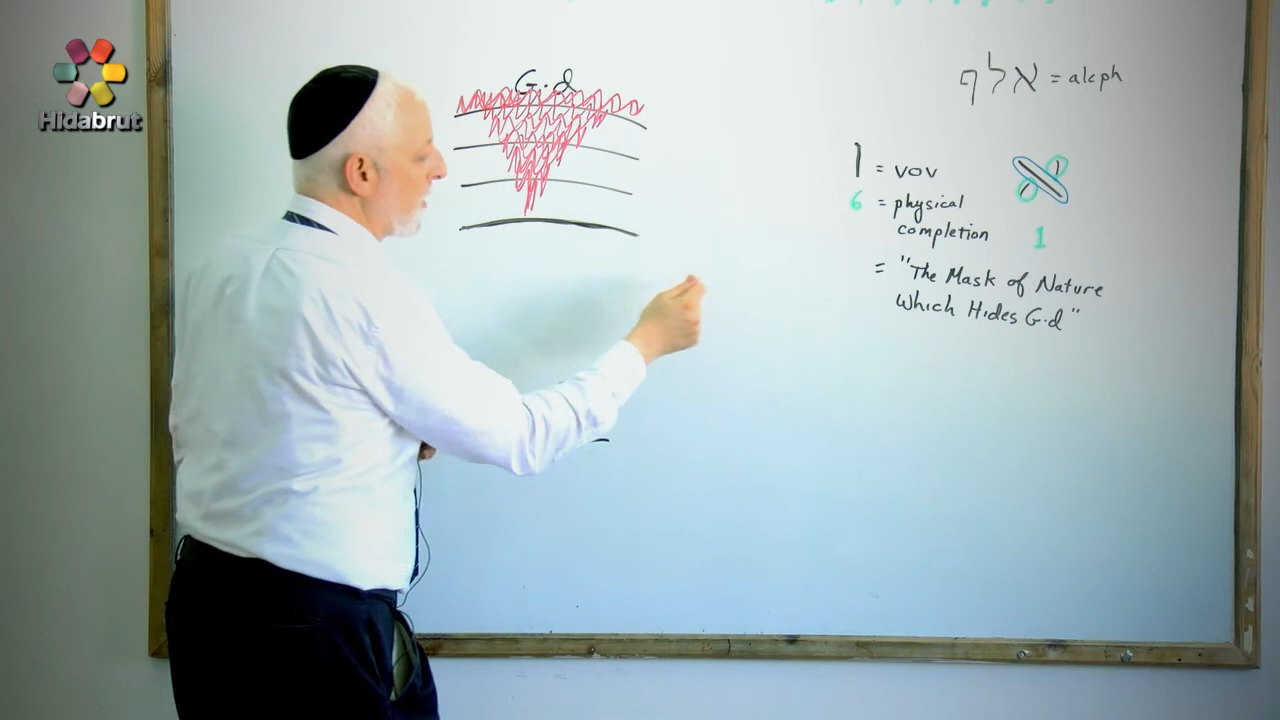 Hidabrut
G.d
אלף = aleph
ו = vov
6 = physical
completion
1
= "The Mask of Nature
Which Hides G.d"